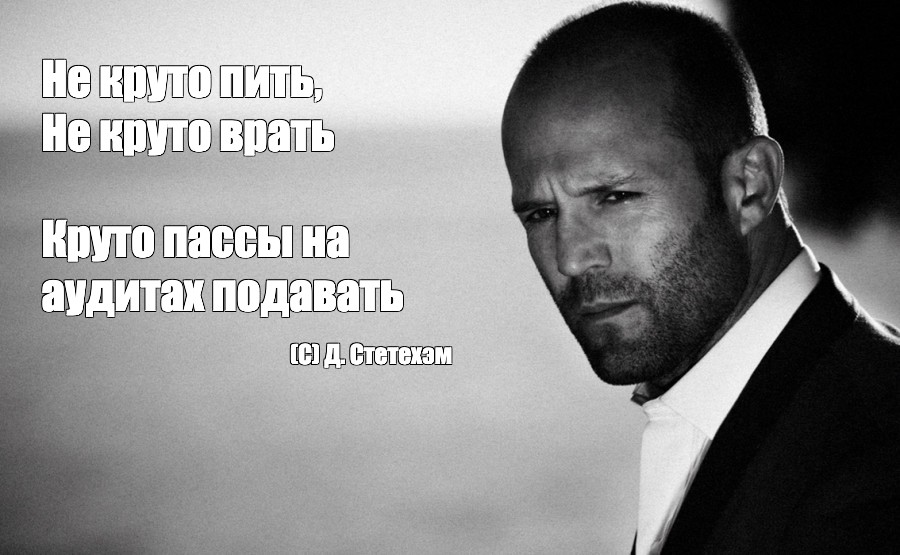 Не круто пить,
Не круто врать
Круто пассы на
аудитах подавать
(С) Д. Стетехэм